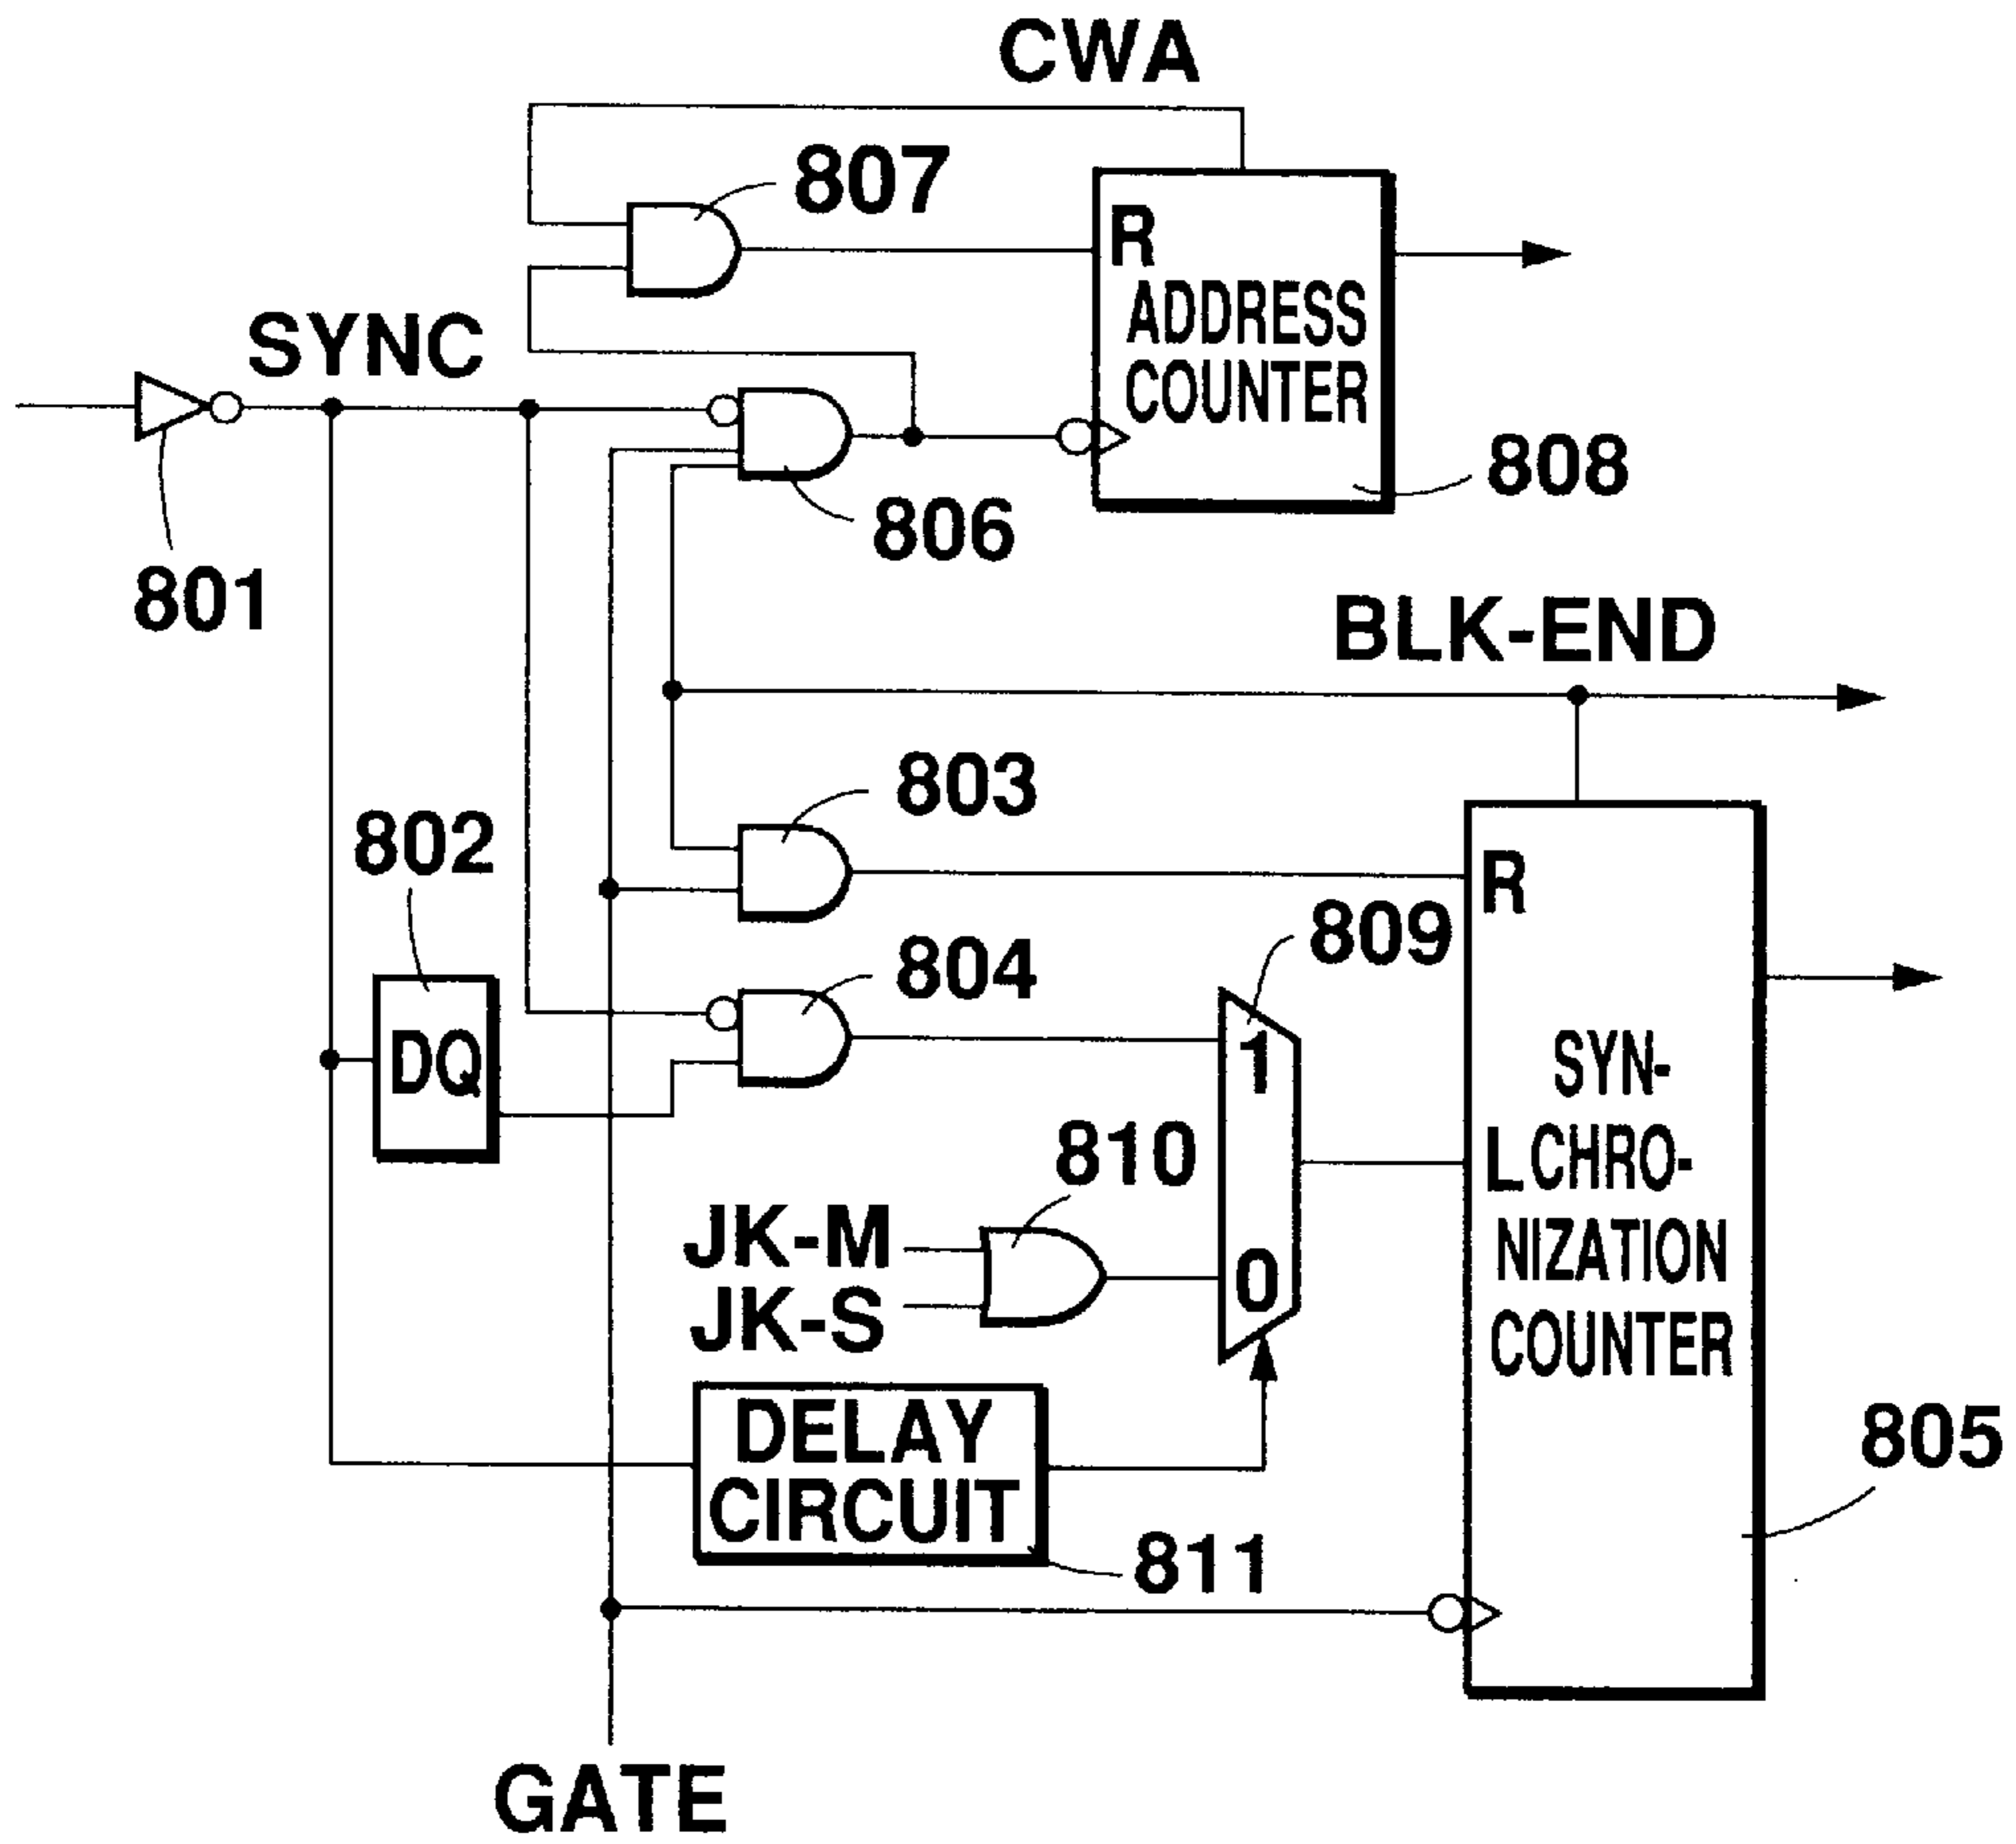 CWA
807
R
ADDRESS
COUNTER
SYNC
808
806
801
BLK-END
803
802
R
809
804
1
DQ
SYN-
810
L CHRO-
JK-M
NIZATION
0
JK-S
COUNTER
DELAY
CIRCUIT
805
811
GATE